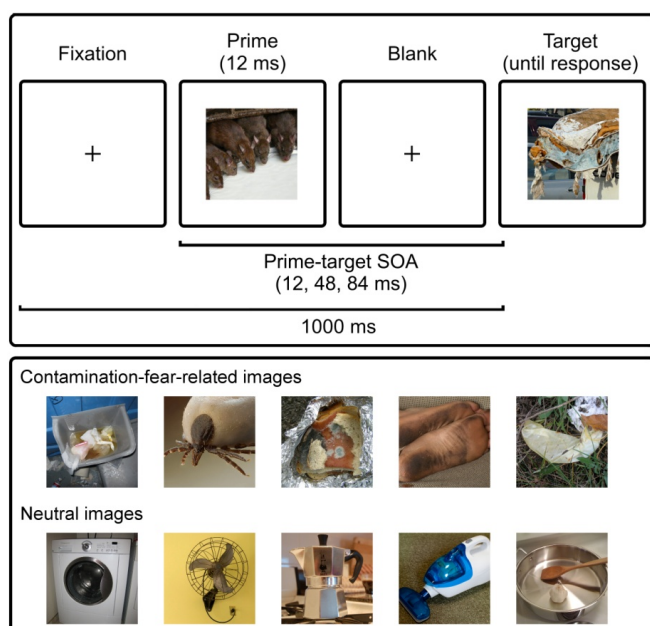 Fixation
Prime
(12 ms)
Blank
Target
(until response)
Prime-target SOA
(12, 48, 84 ms)
1000 ms
Contamination-fear-related images
Neutral images